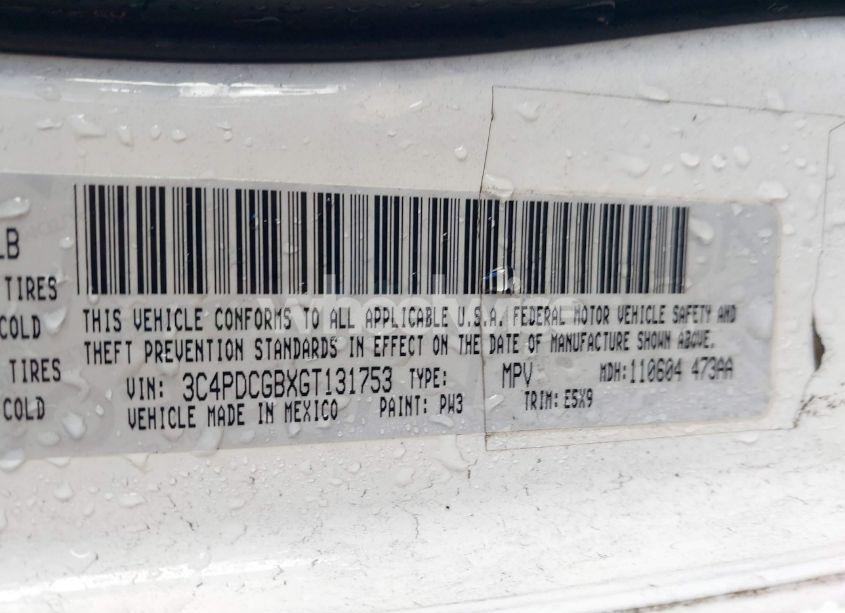 LB
TIRES
COLD
TIRES
COLD
THIS VEHICLE CONFORMS TO ALL APPLICABLE U.S.A. FEDERAL MOTOR VEHICLE SAFETY AND
THEFT PREVENTION STANDARDS IN EFFECT ON THE DATE OF MANUFACTURE SHOWN ABOVE.
VIN: 3C4PDCGBXGT131753 TYPE: MPV MDH:110604 473AA
VEHICLE MADE IN MEXICO PAINT: PW3 TRIM: E5X9